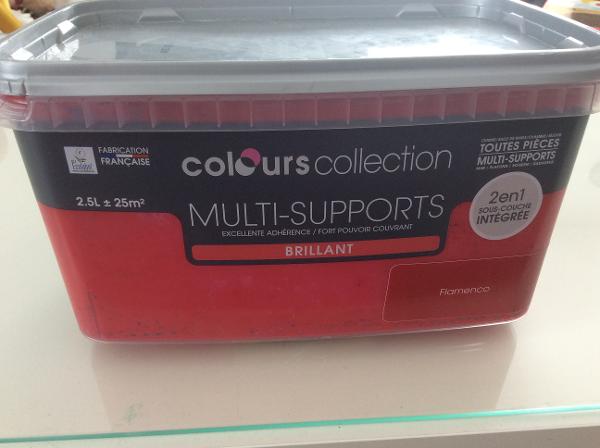 FABRICATION
FRANÇAISE
2.5L ± 25m²
colours collection
MULTI-SUPPORTS
EXCELLENTE ADHÉRENCE / FORT POUVOIR COUVRANT
BRILLANT
TOUTES PIÈCES
MULTI-SUPPORTS
2en1
SOUS-COUCHE
INTÉGRÉE
Flamenco